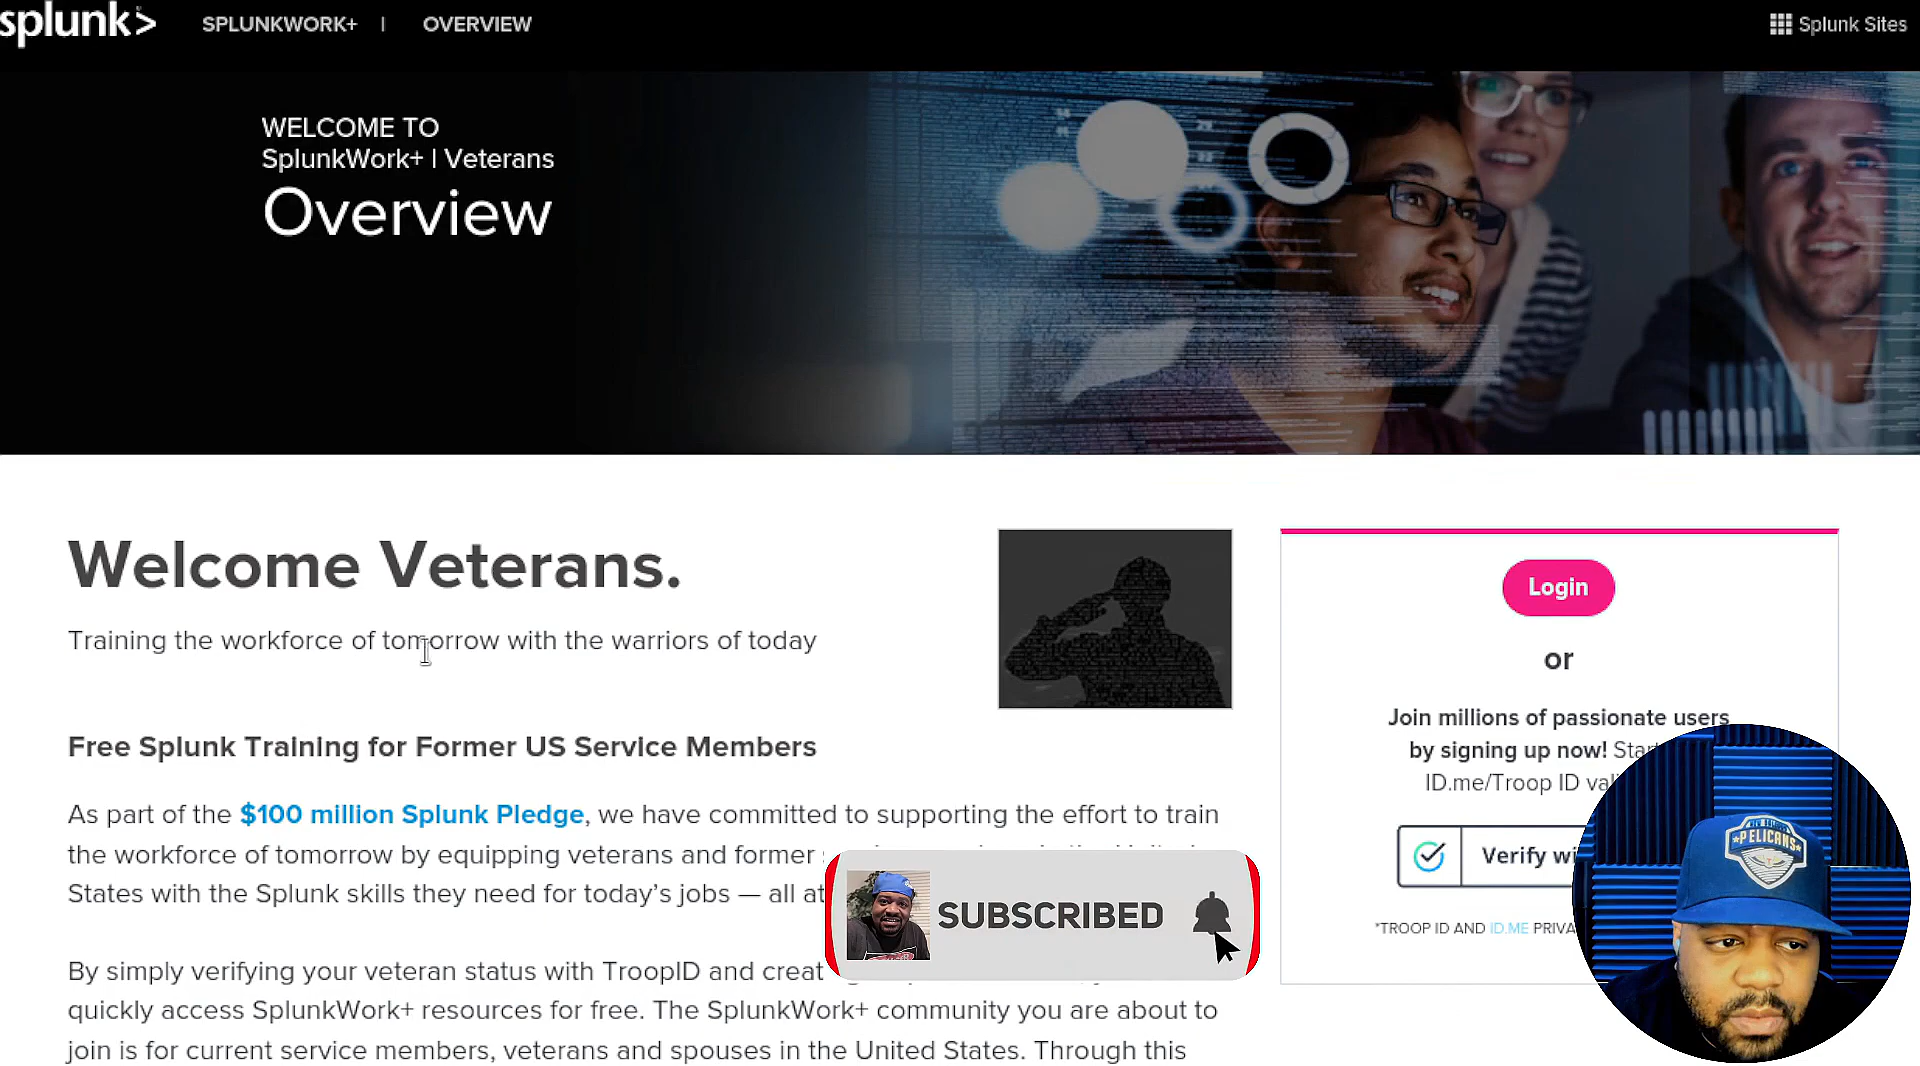 splunk> SPLUNKWORK+ | OVERVIEW Splunk Sites
WELCOME TO
SplunkWork+ | Veterans
Overview
Welcome Veterans.
Training the workforce of tomorrow with the warriors of today
Free Splunk Training for Former US Service Members
As part of the $100 million Splunk Pledge, we have committed to supporting the effort to train
the workforce of tomorrow by equipping veterans and former
States with the Splunk skills they need for today's jobs — all at
By simply verifying your veteran status with TroopID and
quickly access SplunkWork+ resources for free. The SplunkWork+ community you are about to
join is for current service members, veterans and spouses in the United States. Through this
Login
or
Join millions of passionate users
by signing up now!
ID.me/Troop ID
Verify
*TROOP ID AND ID.ME
SUBSCRIBED
PELICANS